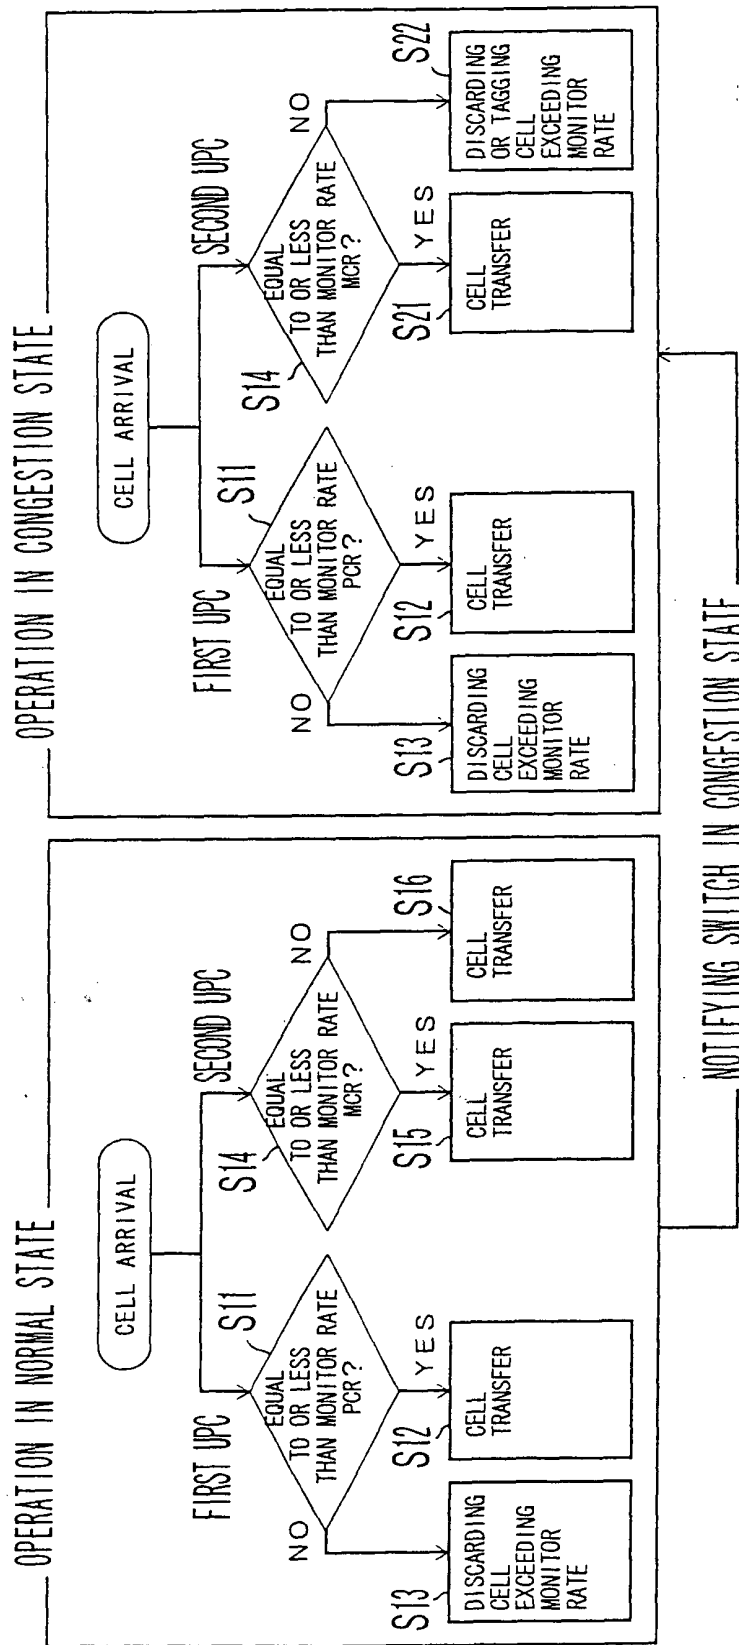 OPERATION IN NORMAL STATE
CELL ARRIVAL
FIRST UPC
SECOND UPC
S11
EQUAL
TO OR LESS
THAN MONITOR RATE
PCR?
S14
EQUAL
TO OR LESS
THAN MONITOR RATE
MCR?
NO
YES
YES
NO
S13
DISCARDING
CELL
EXCEEDING
MONITOR
RATE
S12
CELL
TRANSFER
S15
CELL
TRANSFER
S16
CELL
TRANSFER
OPERATION IN CONGESTION STATE
CELL ARRIVAL
FIRST UPC
SECOND UPC
S11
EQUAL
TO OR LESS
THAN MONITOR RATE
PCR?
S14
EQUAL
TO OR LESS
THAN MONITOR RATE
MCR?
NO
YES
YES
NO
S13
DISCARDING
CELL
EXCEEDING
MONITOR
RATE
S12
CELL
TRANSFER
S21
CELL
TRANSFER
S22
DISCARDING
OR TAGGING
CELL
EXCEEDING
MONITOR
RATE
NOTIFYING SWITCH IN CONGESTION STATE